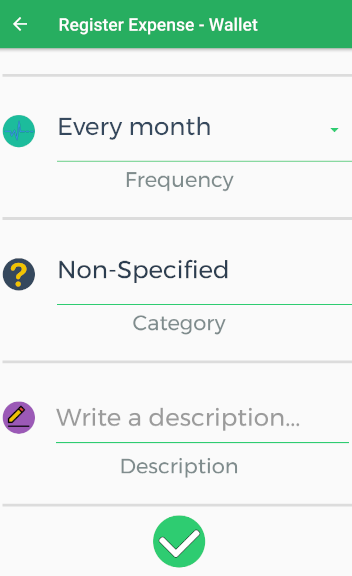 Register Expense - Wallet
Every month
Frequency
Non-Specified
Category
Write a description...
Description